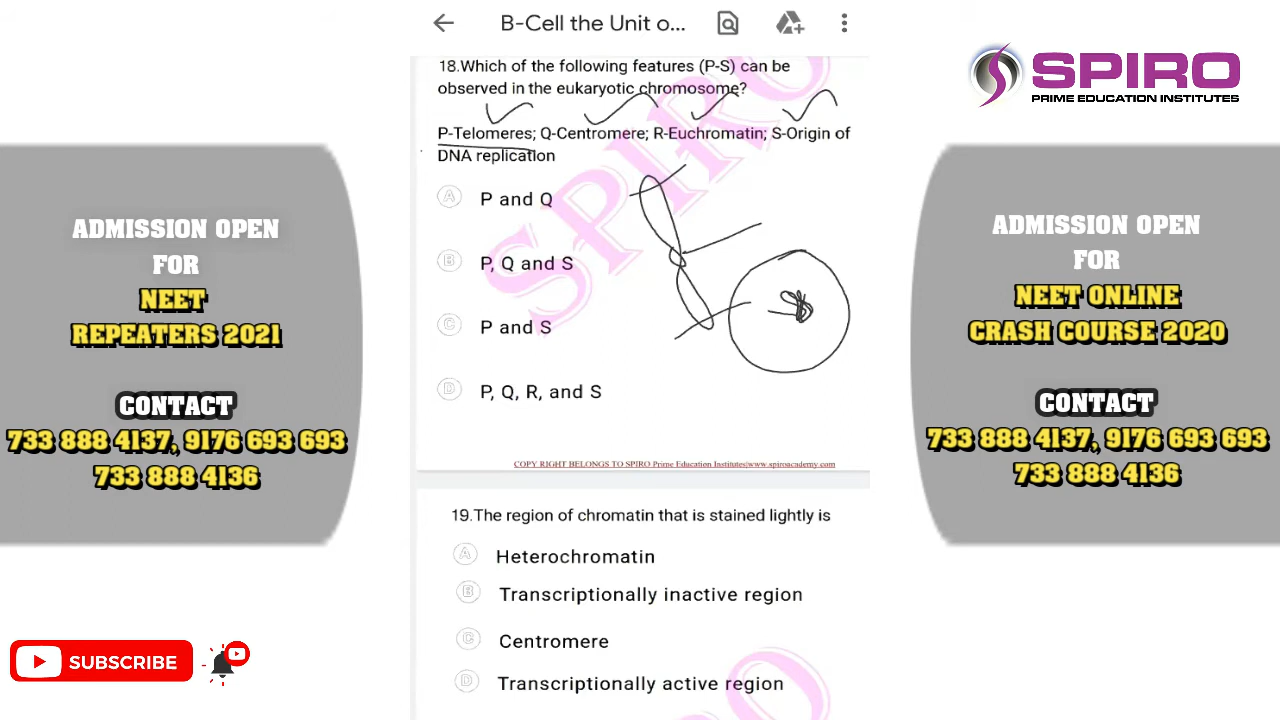 B-Cell the Unit o...
18.Which of the following features (P-S) can be
observed in the eukaryotic chromosome?
P-Telomeres; Q-Centromere; R-Euchromatin; S-Origin of
DNA replication
A P and Q
B P, Q and S
C P and S
D P, Q, R, and S
COPY RIGHT BELONGS TO SPIRO Prime Education Institutes@www.spiroacademy.com
19.The region of chromatin that is stained lightly is
A Heterochromatin
B Transcriptionally inactive region
C Centromere
D Transcriptionally active region
SPIRO
ADMISSION OPEN
FOR
NEET
REPEATERS 2021
CONTACT
733 888 4137, 9176 693 693
733 888 4136
SUBSCRIBE
SPIRO
PRIME EDUCATION INSTITUTES
ADMISSION OPEN
FOR
NEET ONLINE
CRASH COURSE 2020
CONTACT
733 888 4137, 9176 693 693
733 888 4136